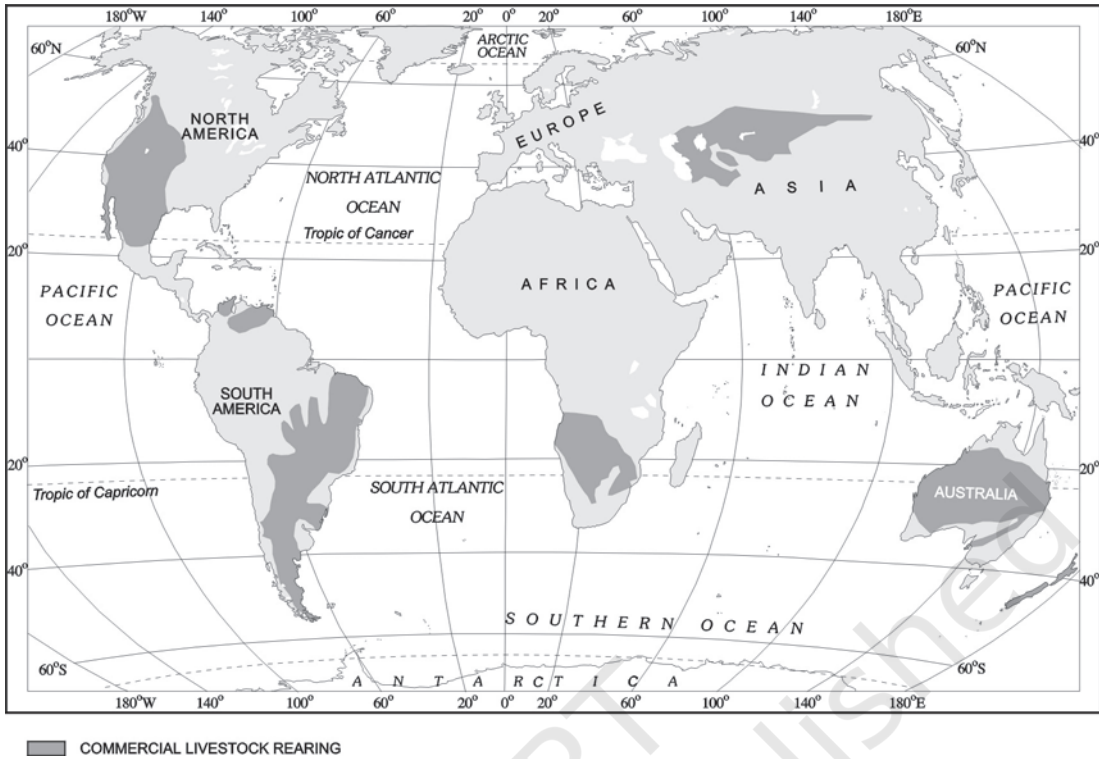 180°W 140° 100° 60° 20° 0° 20° 60° 100° 140° 180°E
ARCTIC
OCEAN
60°N
60°N
NORTH
AMERICA
EUROPE
40°
40°
NORTH ATLANTIC
OCEAN
ASIA
Tropic of Cancer
20°
20°
AFRICA
PACIFIC
OCEAN
PACIFIC
OCEAN
INDIAN
OCEAN
SOUTH
AMERICA
20°
20°
Tropic of Capricorn
SOUTH ATLANTIC
OCEAN
AUSTRALIA
40°
40°
SOUTHERN OCEAN
60°S
60°S
ANTARCTICA
180°W 140° 100° 60° 20° 0° 20° 60° 100° 140° 180°E
COMMERCIAL LIVESTOCK REARING